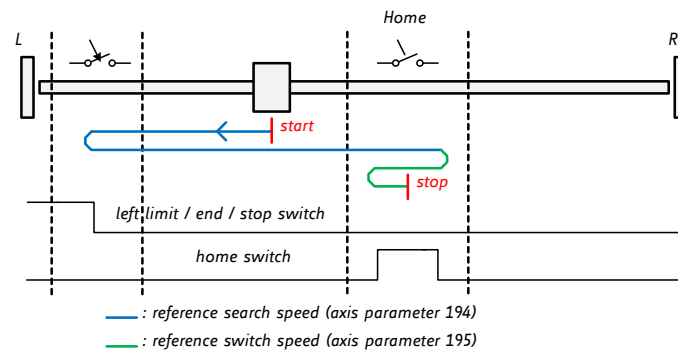 Home
L
R
start
stop
left limit / end / stop switch
home switch
: reference search speed (axis parameter 194)
: reference switch speed (axis parameter 195)